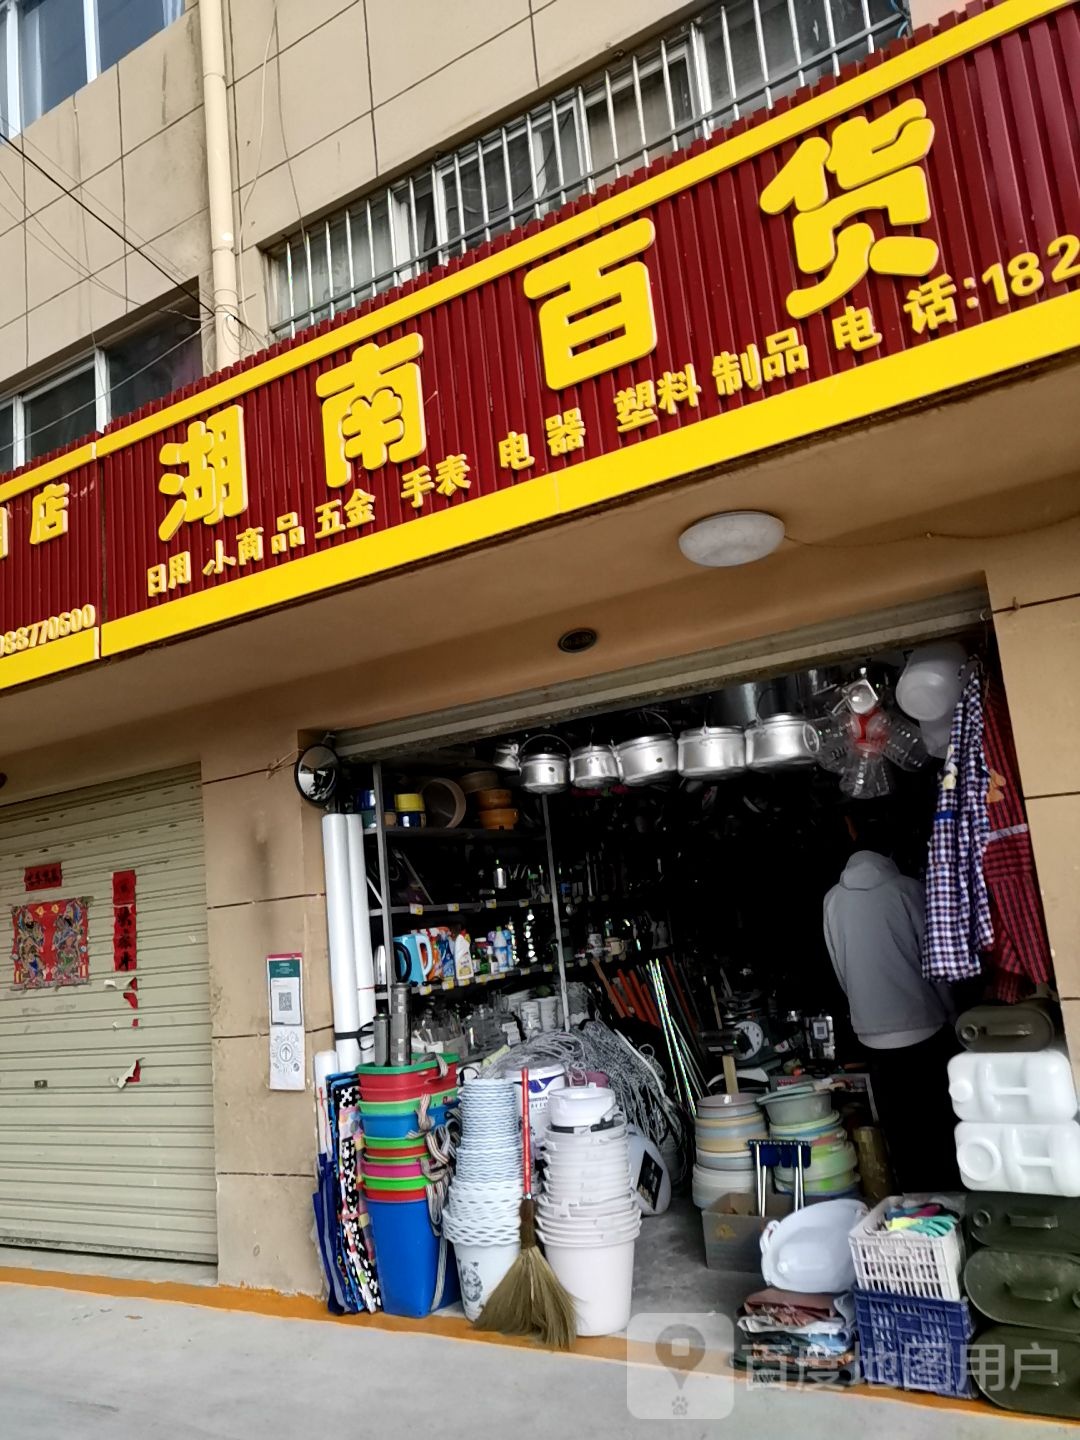 湖南百货
日用 小商品 五金 手表 电器 塑料 制品 电话:182
店
088770600
百度地图用户